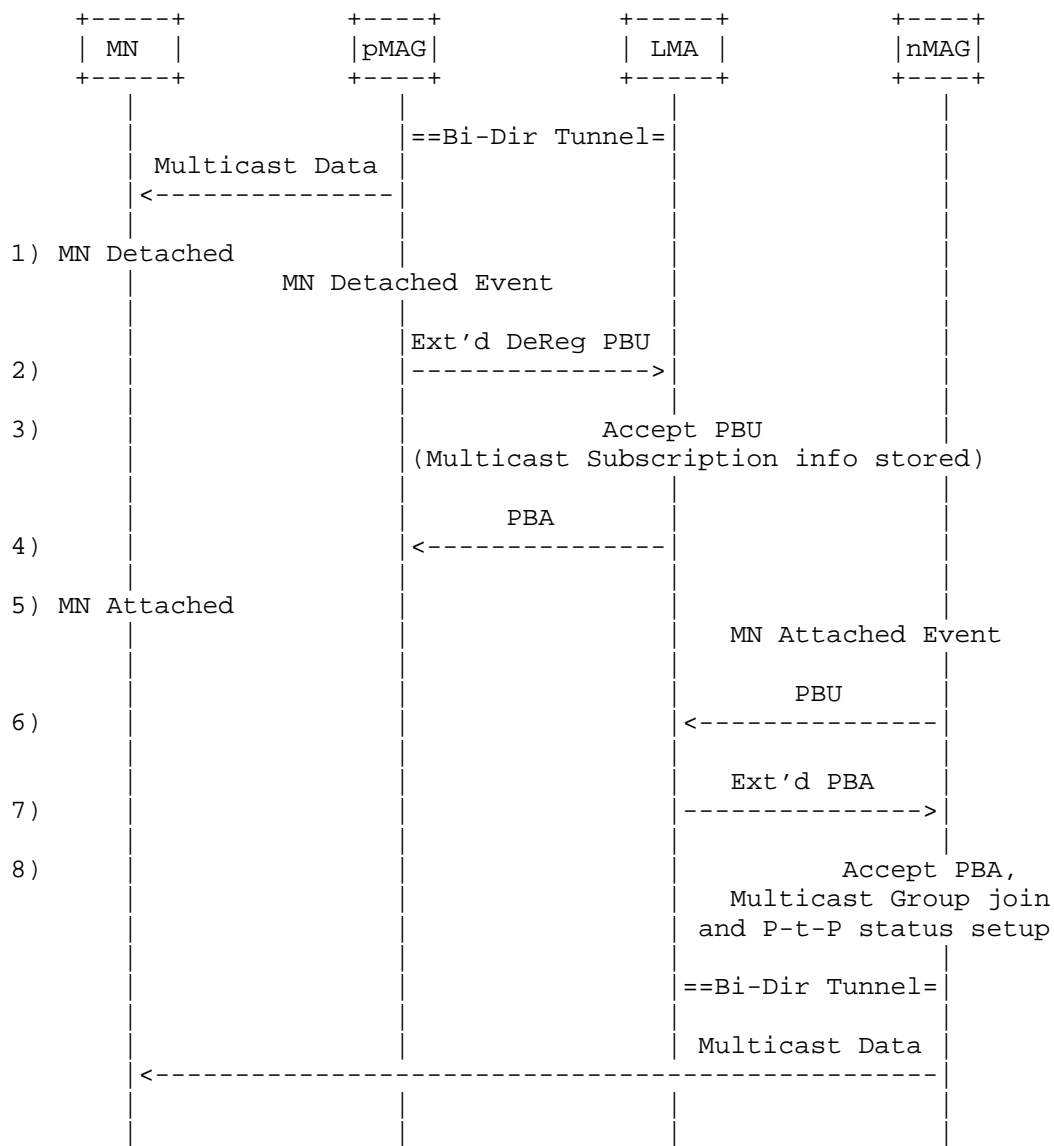 MN pMAG LMA nMAG
==Bi-Dir Tunnel=
Multicast Data
1) MN Detached
MN Detached Event
Ext'd DeReg PBU
2)
3) Accept PBU
(Multicast Subscription info stored)
PBA
4)
5) MN Attached
MN Attached Event
PBU
6)
Ext'd PBA
7)
8) Accept PBA,
Multicast Group join
and P-t-P status setup
==Bi-Dir Tunnel=
Multicast Data